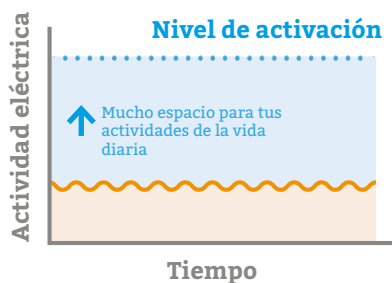 Nivel de activación
Actividad eléctrica
Mucho espacio para tus
actividades de la vida
diaria
Tiempo